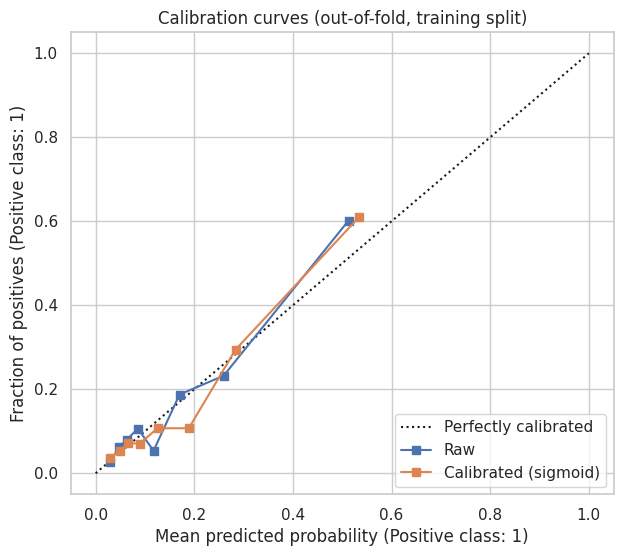 Calibration curves (out-of-fold, training split)
Fraction of positives (Positive class: 1)
1.0
0.8
0.6
0.4
0.2
0.0
0.0 0.2 0.4 0.6 0.8 1.0
Mean predicted probability (Positive class: 1)
Perfectly calibrated
Raw
Calibrated (sigmoid)